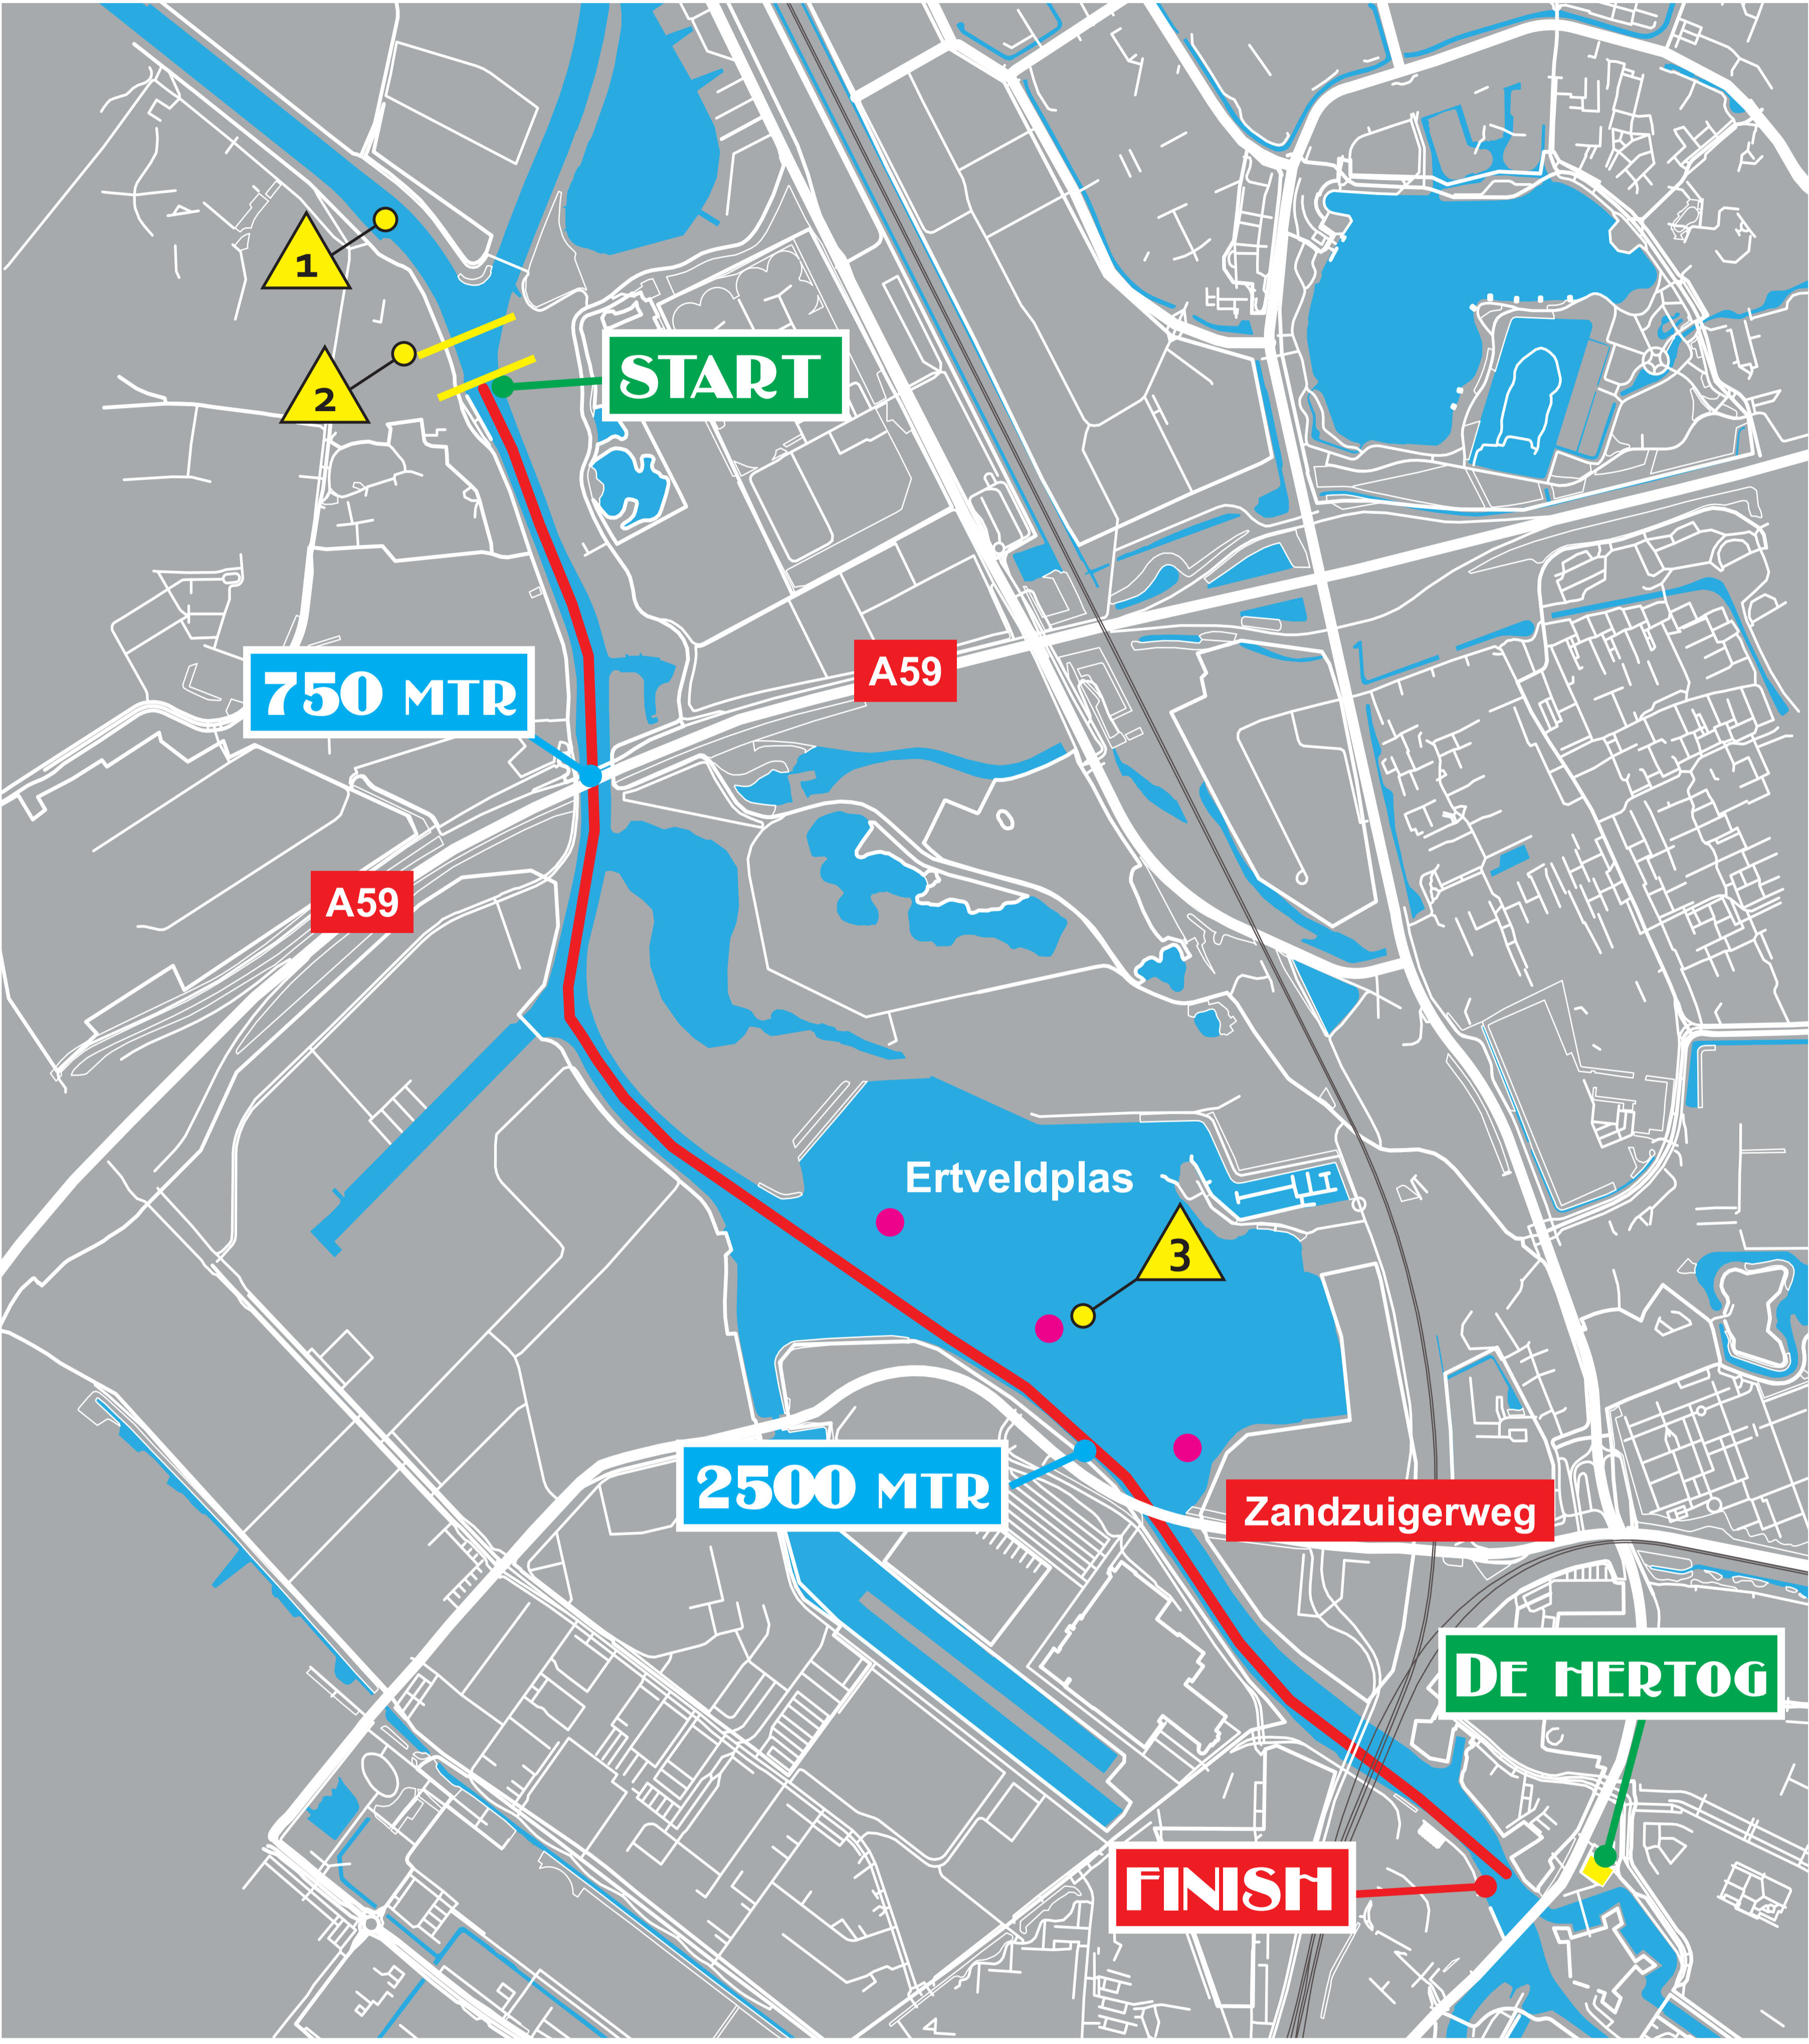 1
2
START
750 MTR
A59
A59
Ertveldplas
3
2500 MTR
Zandzuigerweg
DE HERTOG
FINISH